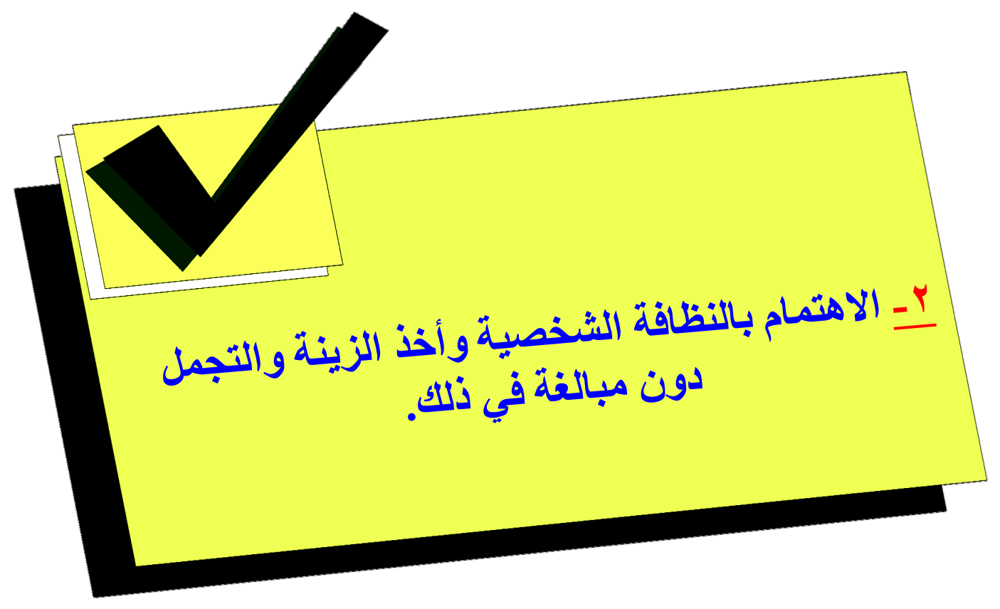 ٢- الاهتمام بالنظافة الشخصية وأخذ الزينة والتجمل
دون مبالغة في ذلك.